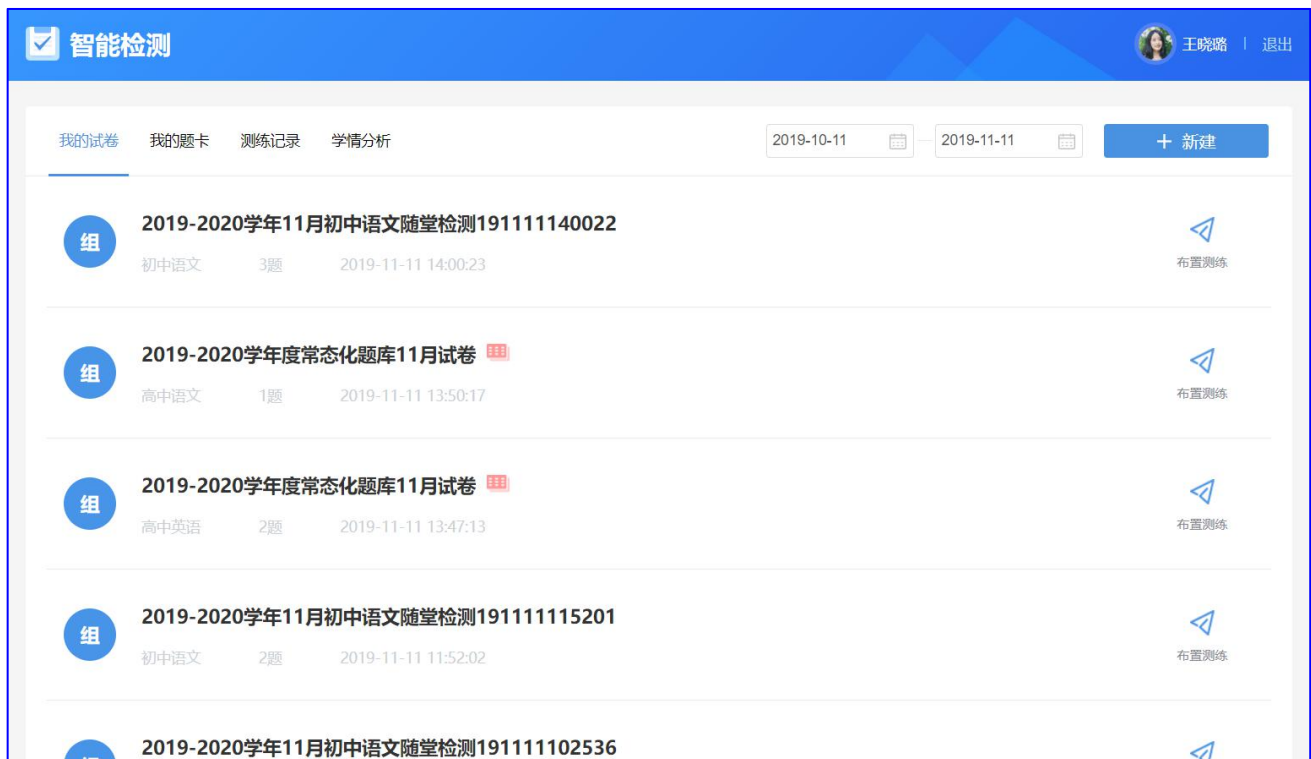 智能检测
王晓璐 | 退出
我的试卷 我的题卡 测练记录 学情分析 2019-10-11 — 2019-11-11 + 新建
2019-2020学年11月初中语文随堂检测191111140022
组
初中语文 3题 2019-11-11 14:00:23 布置测练
2019-2020学年度常态化题库11月试卷
组
高中语文 1题 2019-11-11 13:50:17 布置测练
2019-2020学年度常态化题库11月试卷
组
高中英语 2题 2019-11-11 13:47:13 布置测练
2019-2020学年11月初中语文随堂检测191111115201
组
初中语文 2题 2019-11-11 11:52:02 布置测练
2019-2020学年11月初中语文随堂检测191111102536